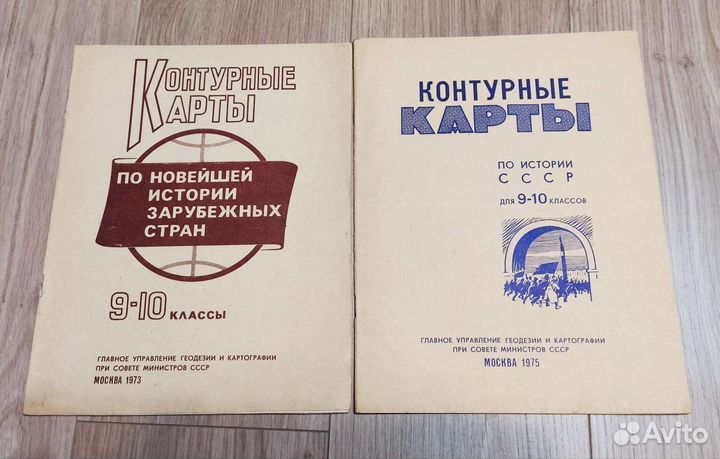 КОНТУРНЫЕ
КАРТЫ
ПО НОВЕЙШЕЙ
ИСТОРИИ
ЗАРУБЕЖНЫХ
СТРАН
9-10 КЛАССЫ
ГЛАВНОЕ УПРАВЛЕНИЕ ГЕОДЕЗИИ И КАРТОГРАФИИ
ПРИ СОВЕТЕ МИНИСТРОВ СССР
МОСКВА 1973
КОНТУРНЫЕ
КАРТЫ
ПО ИСТОРИИ
СССР
ДЛЯ 9-10 КЛАССОВ
ГЛАВНОЕ УПРАВЛЕНИЕ ГЕОДЕЗИИ И КАРТОГРАФИИ
ПРИ СОВЕТЕ МИНИСТРОВ СССР
МОСКВА 1975
Avito